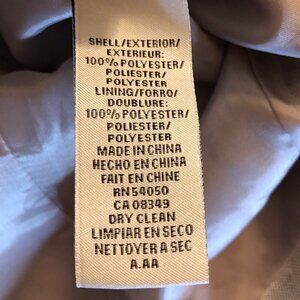 SHELL/EXTERIOR/
EXTERIEUR:
100% POLYESTER/
POLIESTER/
POLYESTER
LINING/FORRO/
DOUBLURE:
100% POLYESTER/
POLIESTER/
POLYESTER
MADE IN CHINA
HECHO EN CHINA
FAIT EN CHINE
RN54050
CA 08349
DRY CLEAN
LIMPIAR EN SECO
NETTOYER A SEC
A.AA